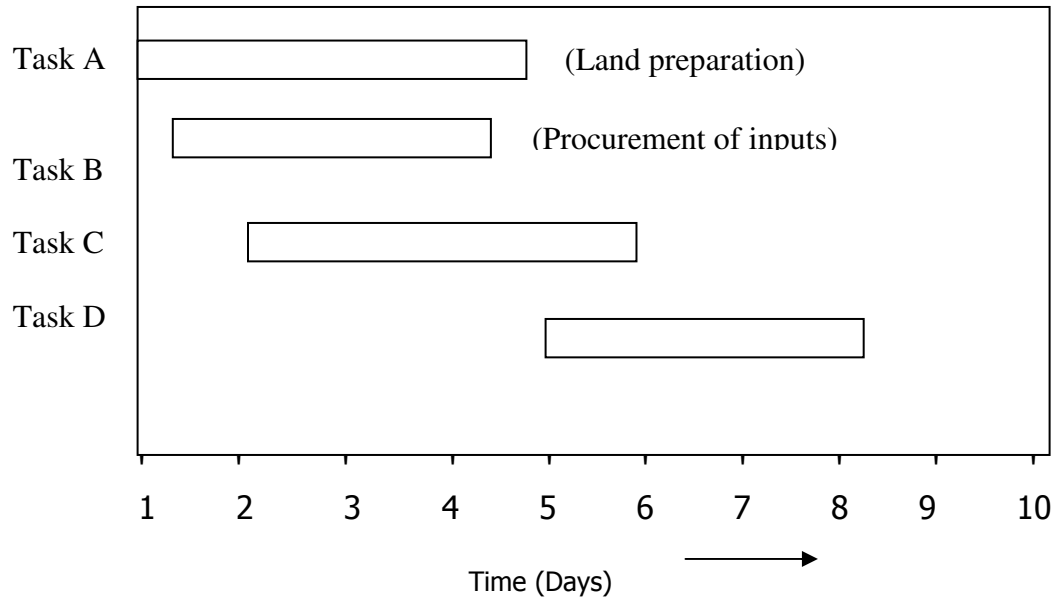 Task A (Land preparation)
(Procurement of inputs)
Task B
Task C
Task D
1 2 3 4 5 6 7 8 9 10
Time (Days)